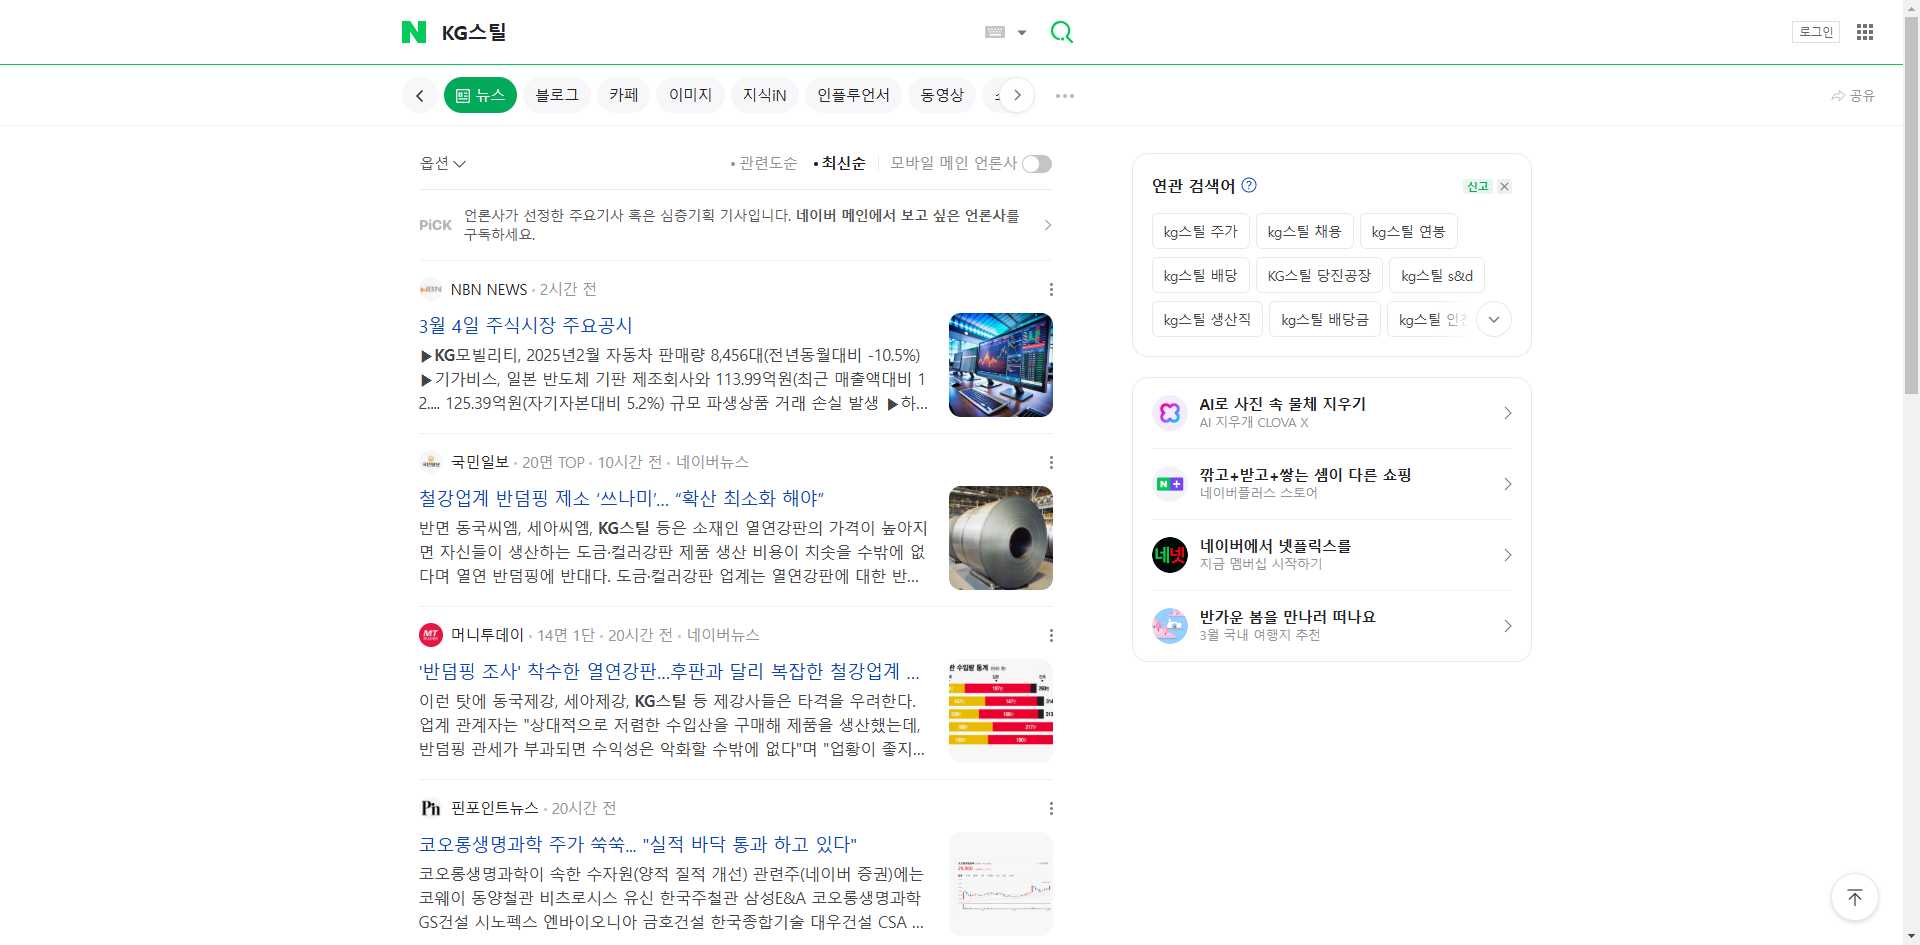 KG스틸
로그인
뉴스
블로그
카페
이미지
지식iN
인플루언서
동영상
공유
옵션
관련도순
최신순
모바일 메인 언론사
PiCK
언론사가 선정한 주요기사 혹은 심층기획 기사입니다. 네이버 메인에서 보고 싶은 언론사를
구독하세요.
NBN NEWS · 2시간 전
3월 4일 주식시장 주요공시
▶KG모빌리티, 2025년2월 자동차 판매량 8,456대(전년동월대비 -10.5%)
▶기가비스, 일본 반도체 기판 제조회사와 113.99억원(최근 매출액대비 1
2.... 125.39억원(자기자본대비 5.2%) 규모 파생상품 거래 손실 발생 ▶하...
국민일보 · 20면 TOP · 10시간 전 · 네이버뉴스
철강업계 반덤핑 제소 ‘쓰나미’… “확산 최소화 해야”
반면 동국씨엠, 세아씨엠, KG스틸 등은 소재인 열연강판의 가격이 높아지
면 자신들이 생산하는 도금·컬러강판 제품 생산 비용이 치솟을 수밖에 없
다며 열연 반덤핑에 반대다. 도금·컬러강판 업계는 열연강판에 대한 반...
MT
머니투데이 · 14면 1단 · 20시간 전 · 네이버뉴스
'반덤핑 조사' 착수한 열연강판...후판과 달리 복잡한 철강업계 ...
이런 탓에 동국제강, 세아제강, KG스틸 등 제강사들은 타격을 우려한다.
업계 관계자는 "상대적으로 저렴한 수입산을 구매해 제품을 생산했는데,
반덤핑 관세가 부과되면 수익성은 악화할 수밖에 없다"며 "업황이 좋지...
Pin
핀포인트뉴스 · 20시간 전
코오롱생명과학 주가 쑥쑥... "실적 바닥 통과 하고 있다"
코오롱생명과학이 속한 수자원(양적 질적 개선) 관련주(네이버 증권)에는
코웨이 동양철관 비츠로시스 유신 한국주철관 삼성E&A 코오롱생명과학
GS건설 시노펙스 엔바이오니아 금호건설 한국종합기술 대우건설 CSA ...
연관 검색어
신고
kg스틸 주가
kg스틸 채용
kg스틸 연봉
kg스틸 배당
KG스틸 당진공장
kg스틸 s&d
kg스틸 생산직
kg스틸 배당금
kg스틸
AI로 사진 속 물체 지우기
AI 지우개 CLOVA X
깎고+받고+쌓는 셈이 다른 쇼핑
네이버플러스 스토어
네넷
네이버에서 넷플릭스를
지금 멤버십 시작하기
반가운 봄을 만나러 떠나요
3월 국내 여행지 추천